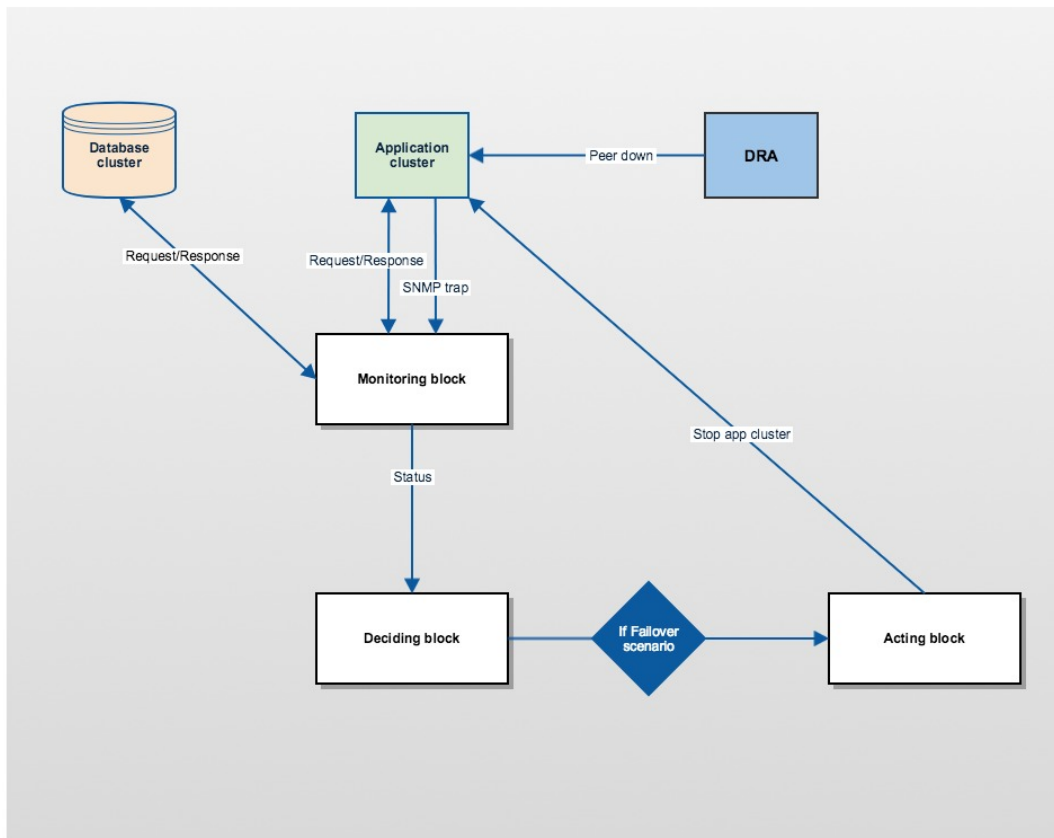 Database
cluster
Application
cluster
Peer down
DRA
Request/Response
Request/Response
SNMP trap
Monitoring block
Stop app cluster
Status
Deciding block
If Failover
scenario
Acting block